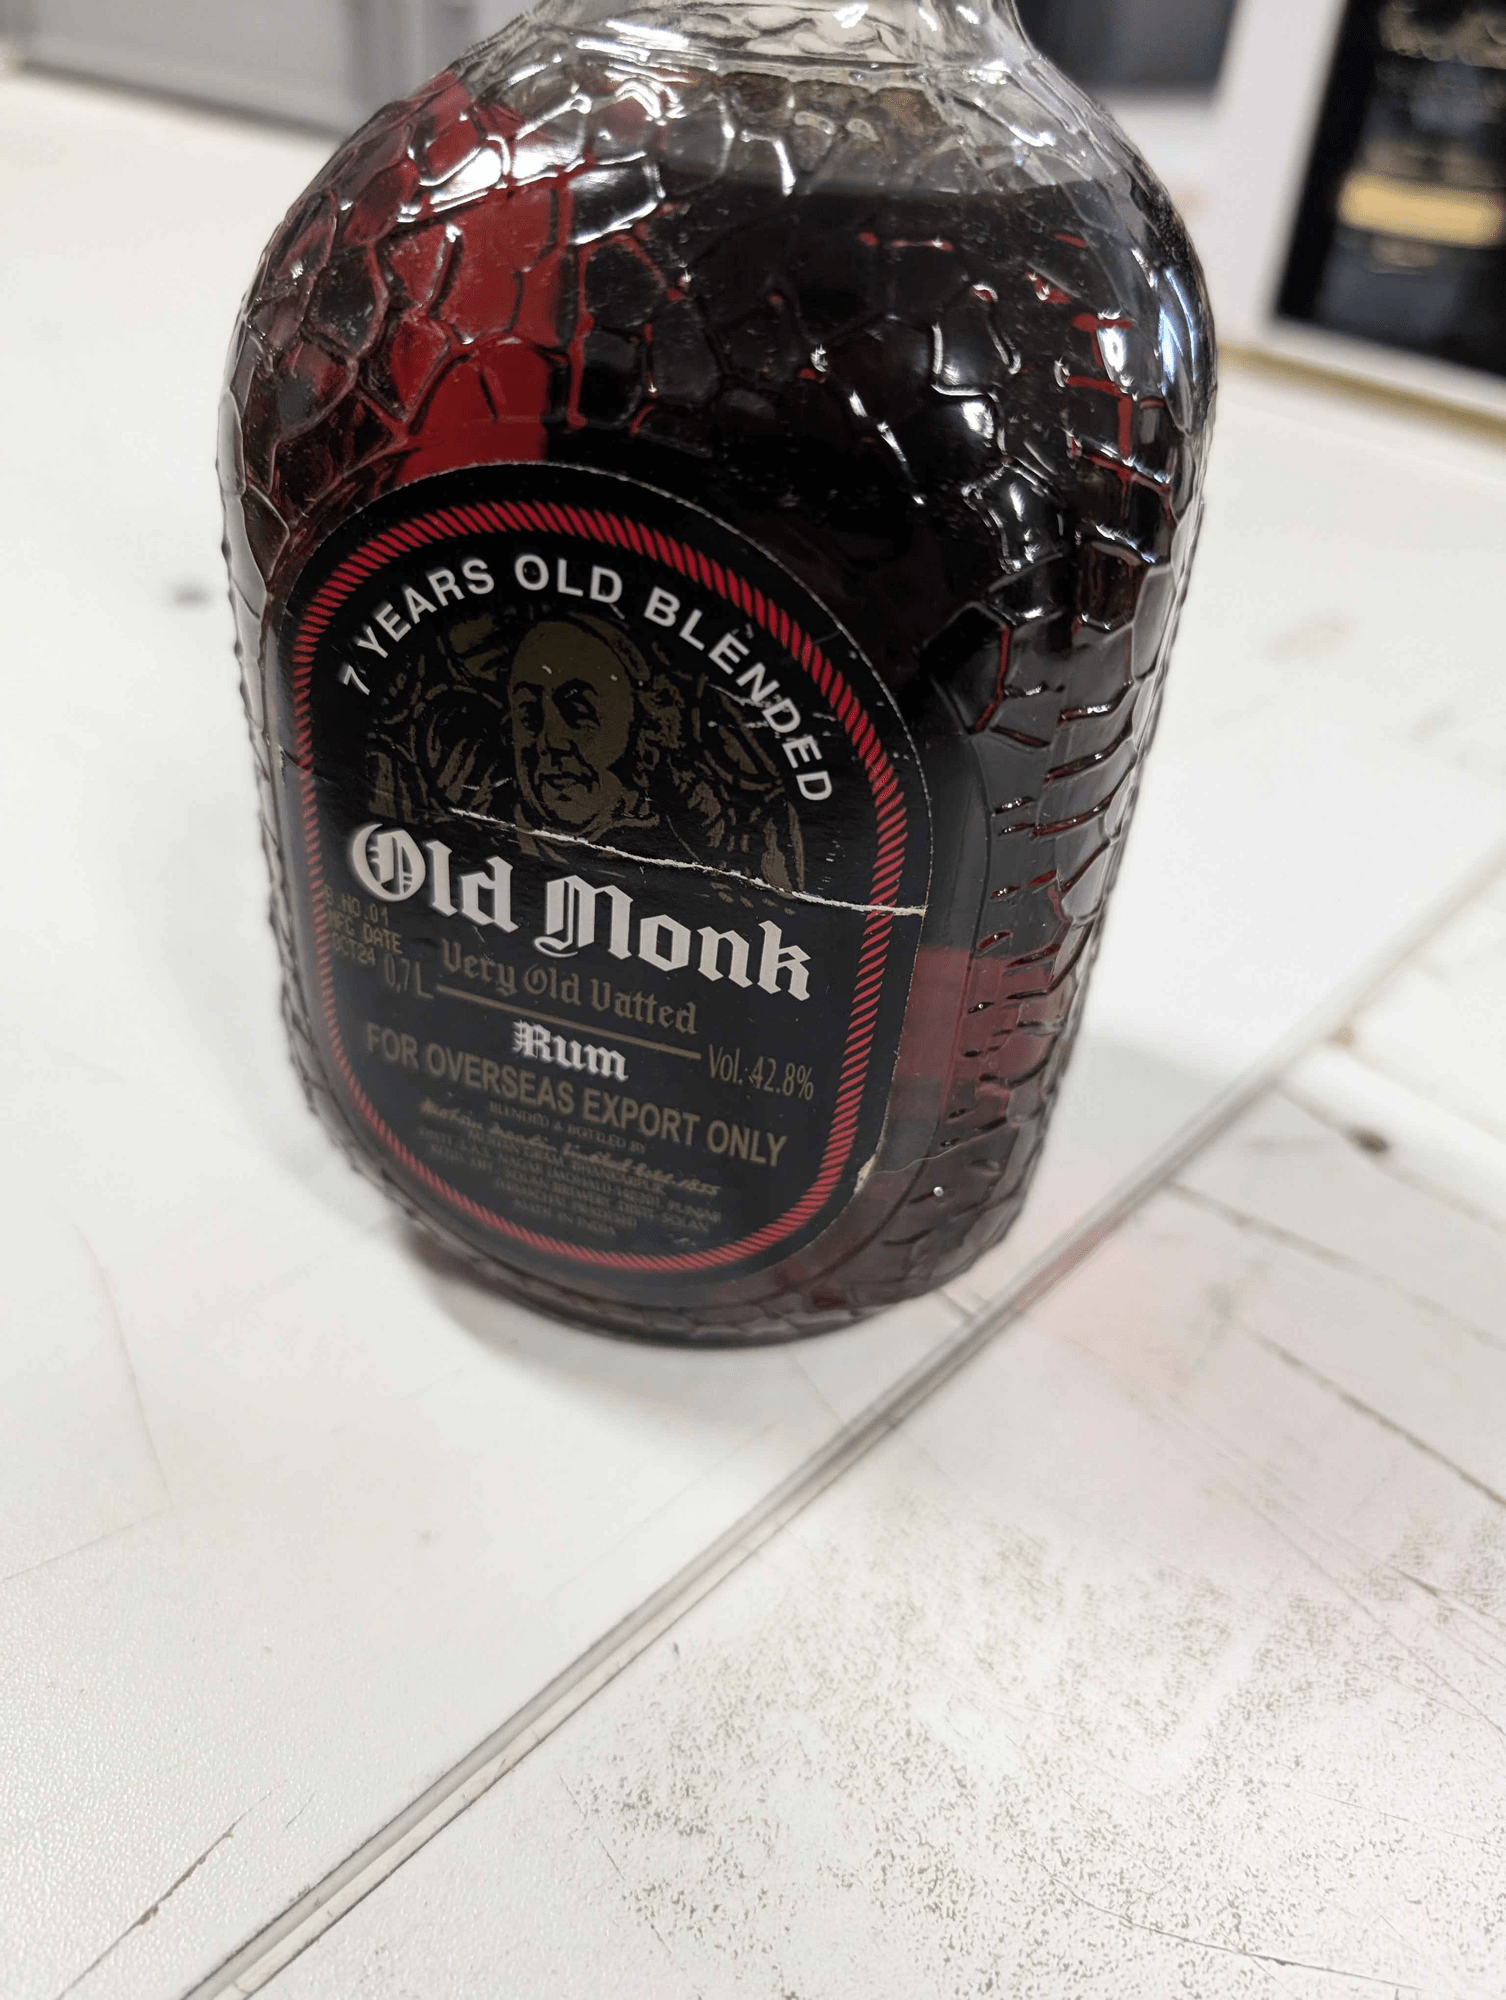 7 YEARS OLD BLENDED
Old Monk
B.NO.01
MFG DATE
OCT24
0,7L
Very Old Vatted
Rum
Vol. 42.8%
FOR OVERSEAS EXPORT ONLY
BLENDED & BOTTLED BY
MADE IN INDIA